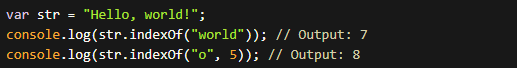 var str = "Hello, world!";
console.log(str.indexOf("world")); // Output: 7
console.log(str.indexOf("o", 5)); // Output: 8